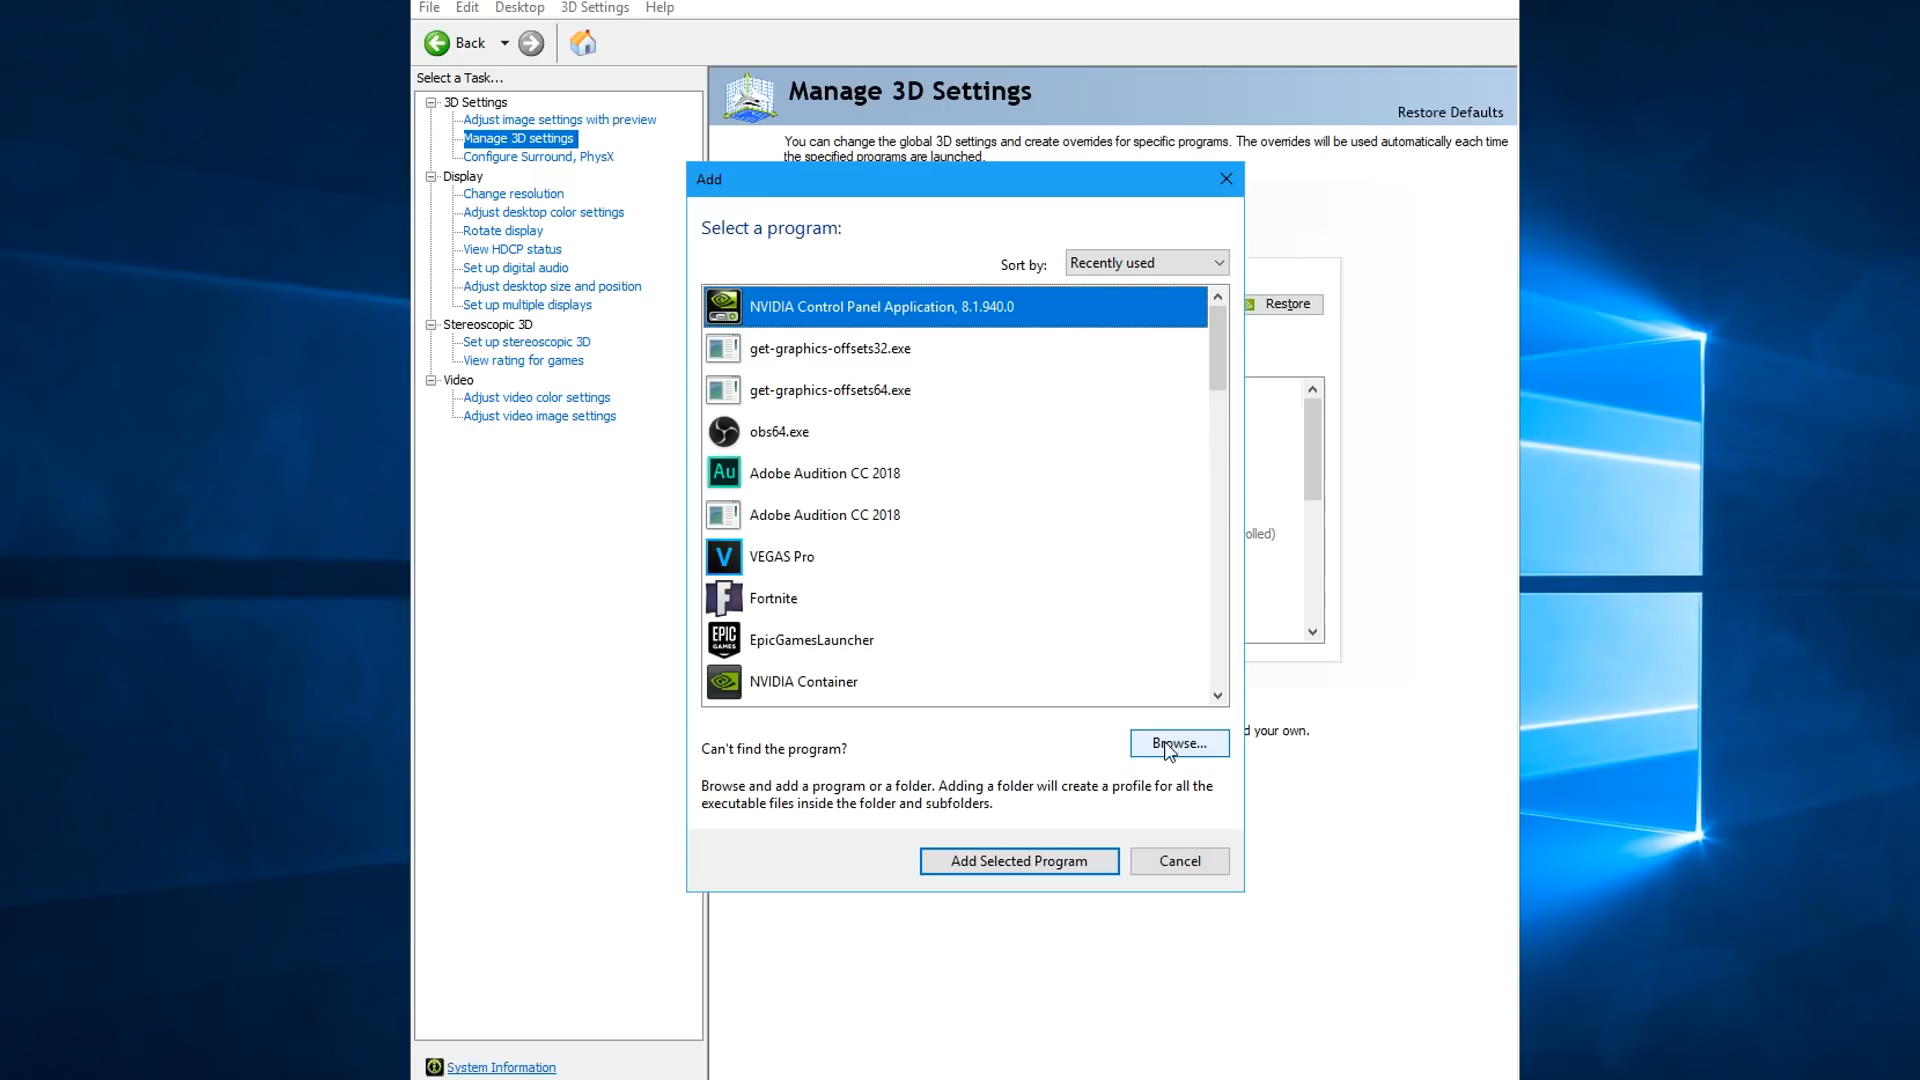 File Edit Desktop 3D Settings Help
Back
Select a Task...
3D Settings
Adjust image settings with preview
Manage 3D settings
Configure Surround, PhysX
Display
Change resolution
Adjust desktop color settings
Rotate display
View HDCP status
Set up digital audio
Adjust desktop size and position
Set up multiple displays
Stereoscopic 3D
Set up stereoscopic 3D
View rating for games
Video
Adjust video color settings
Adjust video image settings
System Information
Manage 3D Settings
Restore Defaults
You can change the global 3D settings and create overrides for specific programs. The overrides will be used automatically each time
the specified programs are launched.
Add
Select a program:
Sort by: Recently used
NVIDIA Control Panel Application, 8.1.940.0
get-graphics-offsets32.exe
get-graphics-offsets64.exe
obs64.exe
Au Adobe Audition CC 2018
Adobe Audition CC 2018
V VEGAS Pro
F Fortnite
EPIC GAMES EpicGamesLauncher
NVIDIA Container
Can't find the program?
Browse...
Browse and add a program or a folder. Adding a folder will create a profile for all the
executable files inside the folder and subfolders.
Add Selected Program Cancel
Restore
olled)
d your own.